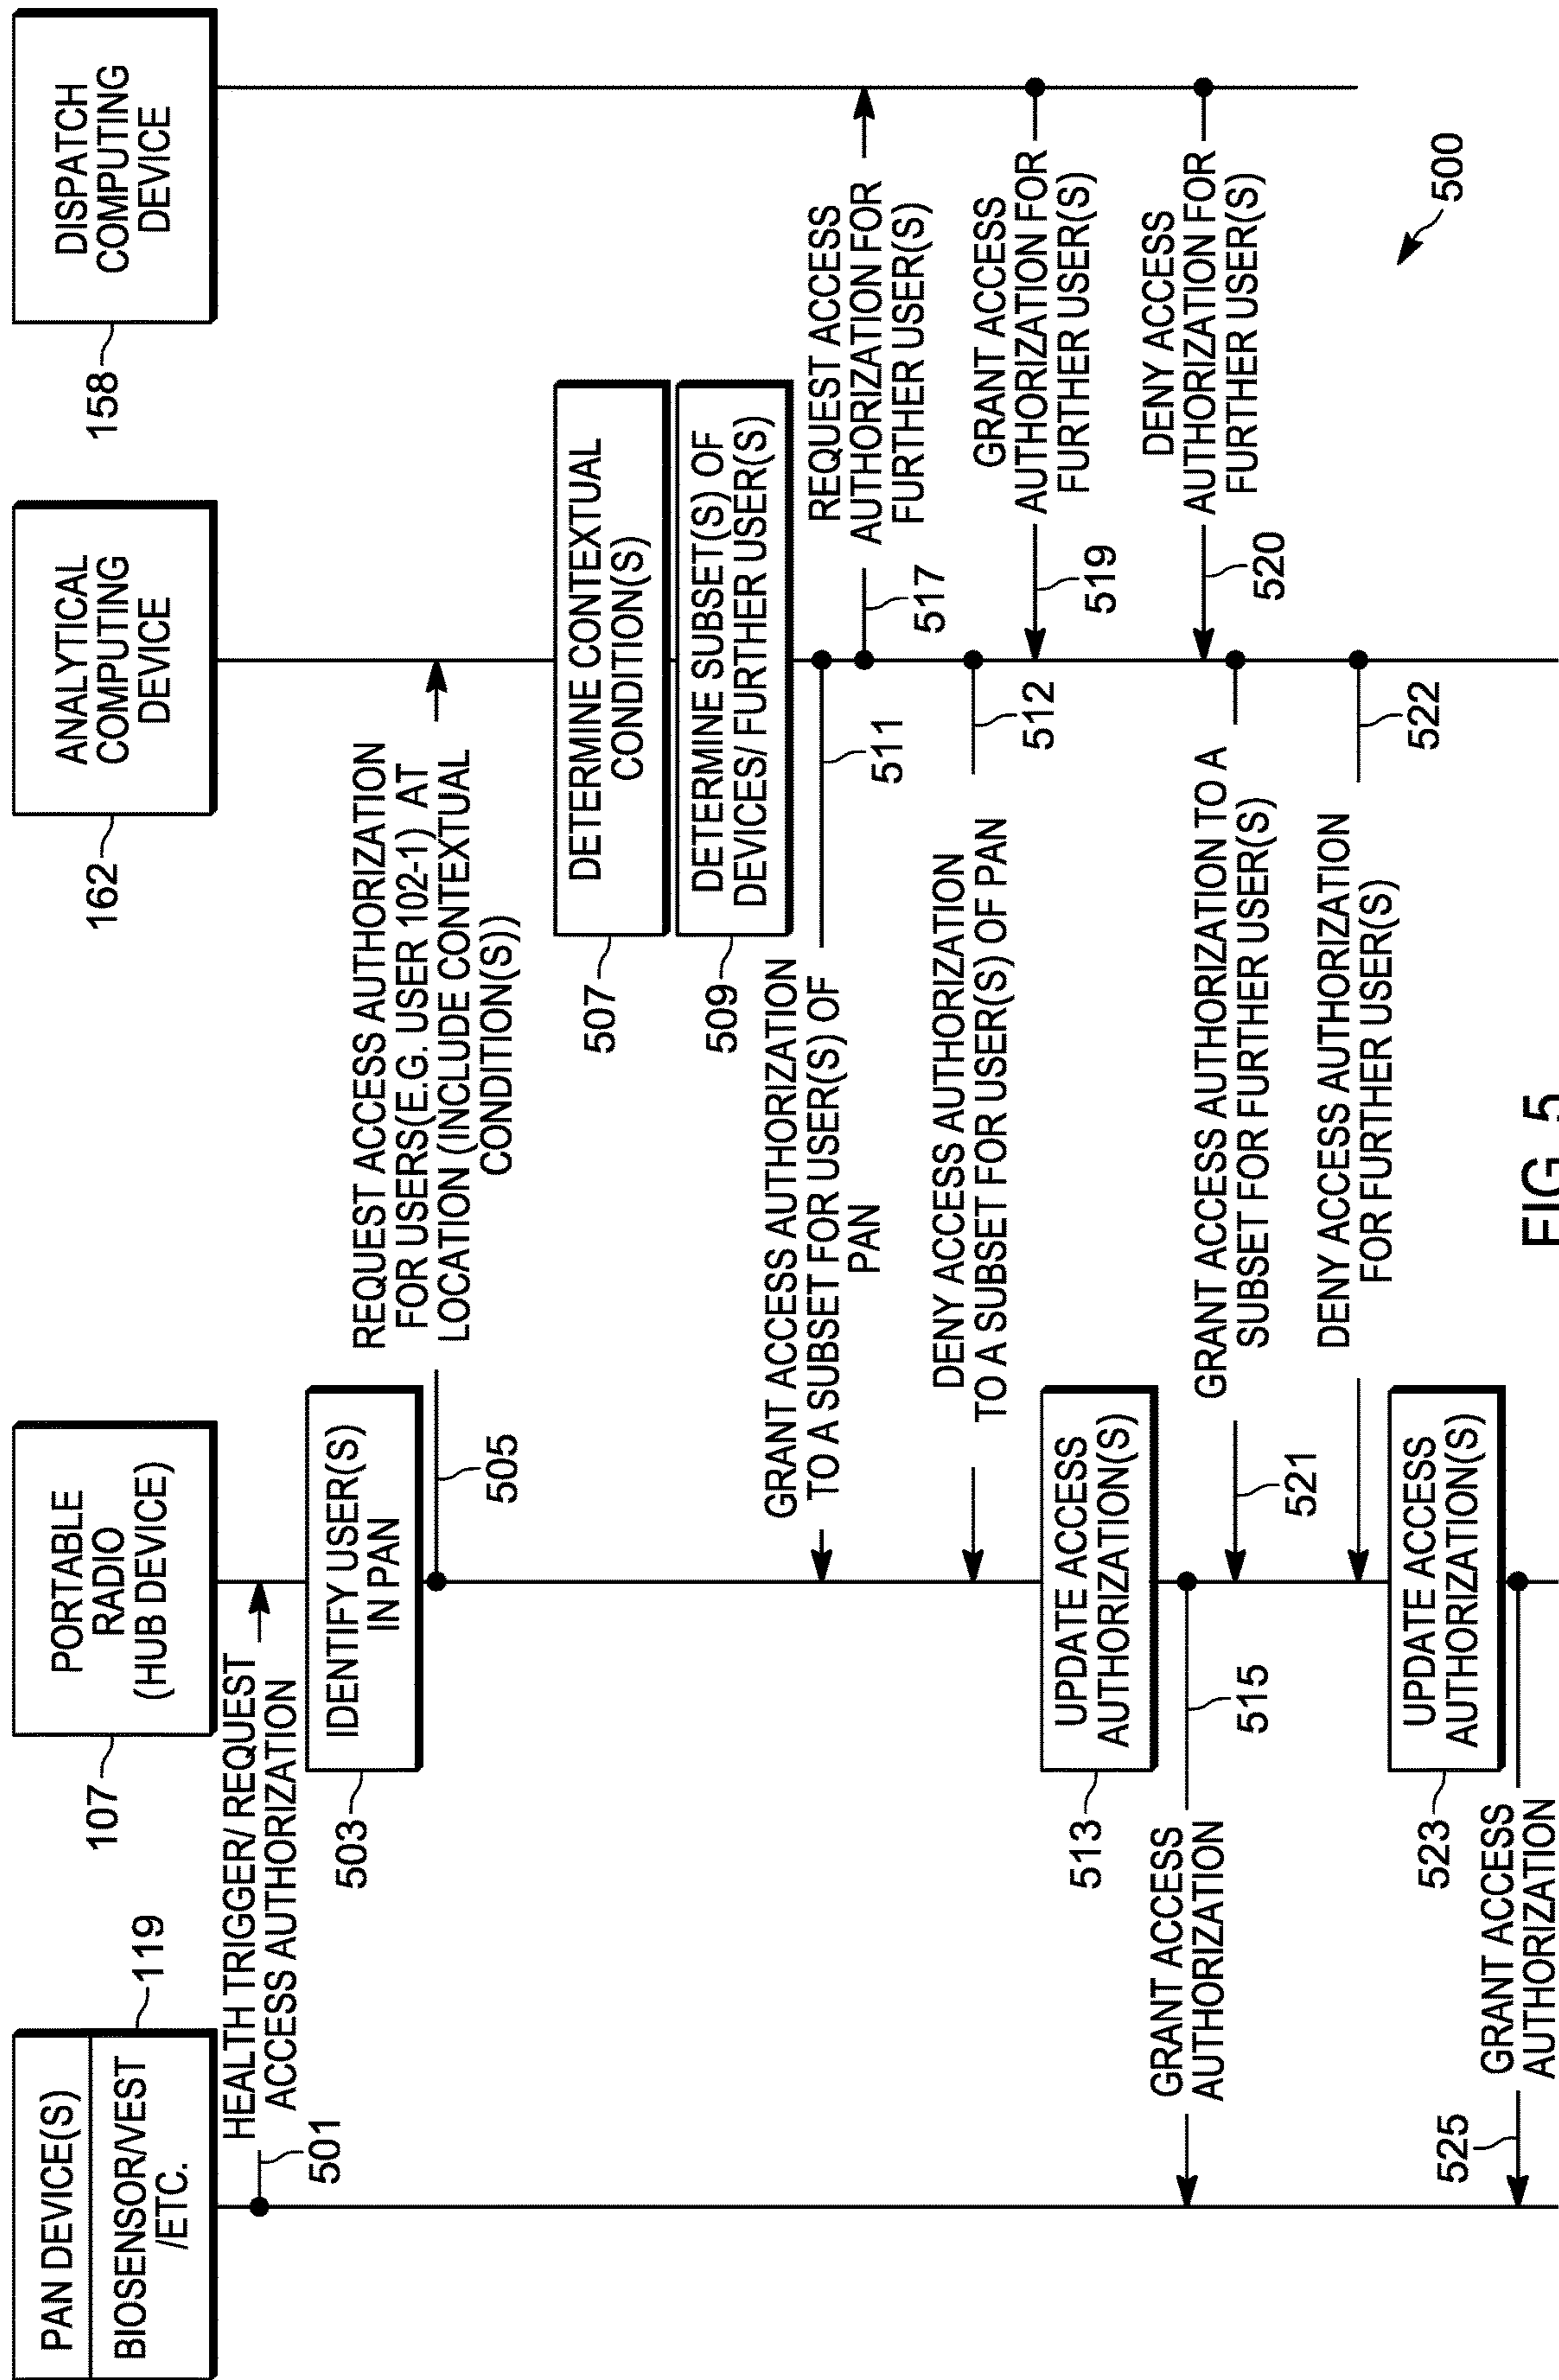 PAN DEVICE(S)
BIOSENSOR/VEST
/ETC.
119
PORTABLE
RADIO
(HUB DEVICE)
107
ANALYTICAL
COMPUTING
DEVICE
162
DISPATCH
COMPUTING
DEVICE
158
HEALTH TRIGGER/ REQUEST
ACCESS AUTHORIZATION
501
IDENTIFY USER(S)
IN PAN
503
REQUEST ACCESS AUTHORIZATION
FOR USERS(E.G. USER 102-1) AT
LOCATION (INCLUDE CONTEXTUAL
CONDITION(S))
505
DETERMINE CONTEXTUAL
CONDITION(S)
507
DETERMINE SUBSET(S) OF
DEVICES/ FURTHER USER(S)
509
GRANT ACCESS AUTHORIZATION
TO A SUBSET FOR USER(S) OF
PAN
511
REQUEST ACCESS
AUTHORIZATION FOR
FURTHER USER(S)
517
DENY ACCESS AUTHORIZATION
TO A SUBSET FOR USER(S) OF PAN
512
GRANT ACCESS
AUTHORIZATION FOR
FURTHER USER(S)
519
UPDATE ACCESS
AUTHORIZATION(S)
513
GRANT ACCESS
AUTHORIZATION
515
DENY ACCESS
AUTHORIZATION FOR
FURTHER USER(S)
520
GRANT ACCESS AUTHORIZATION TO A
SUBSET FOR FURTHER USER(S)
521
DENY ACCESS AUTHORIZATION
FOR FURTHER USER(S)
522
UPDATE ACCESS
AUTHORIZATION(S)
523
GRANT ACCESS
AUTHORIZATION
525
500
FIG. 5